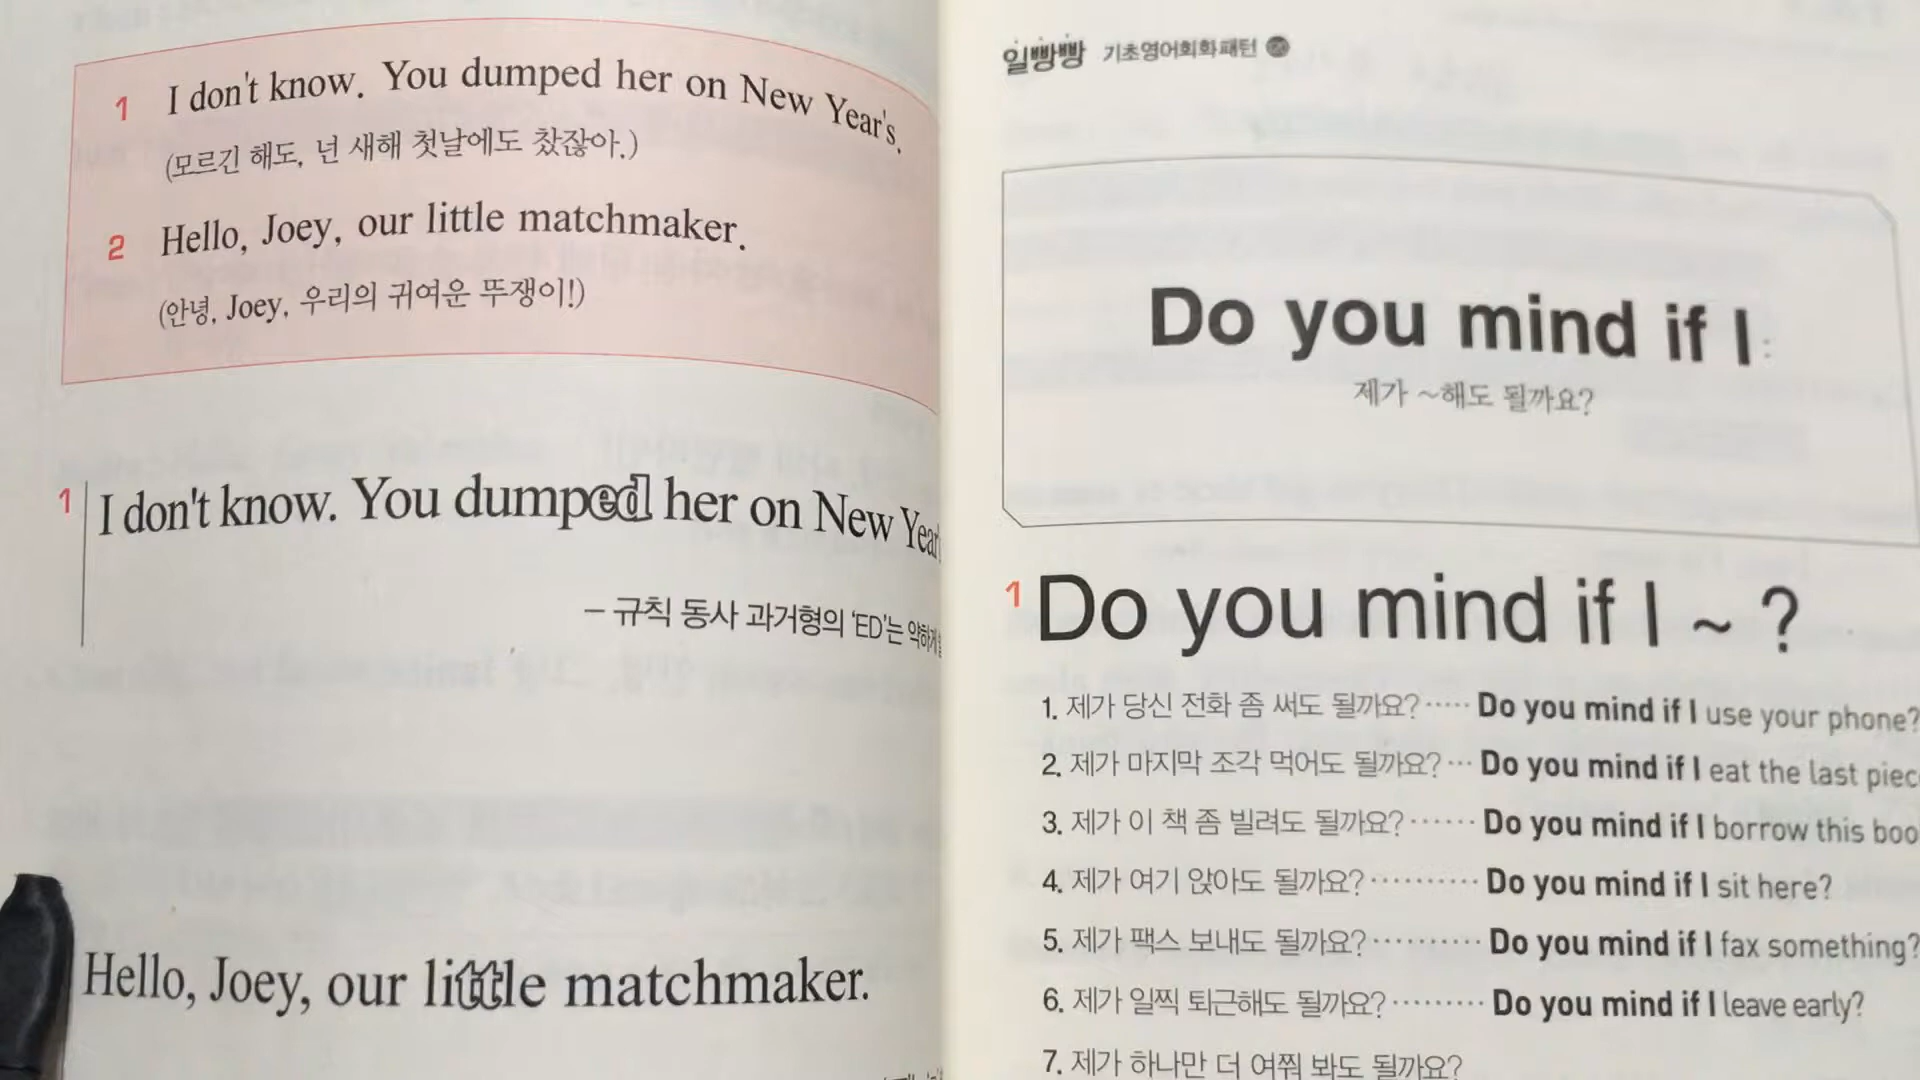 1 I don't know. You dumped her on New Year's.
(모르긴 해도, 넌 새해 첫날에도 찼잖아.)
2 Hello, Joey, our little matchmaker.
(안녕, Joey, 우리의 귀여운 뚜쟁이!)
1 I don't know. You dumped her on New Year's
– 규칙 동사 과거형의 'ED'는 약하게
Hello, Joey, our little matchmaker.
일빵빵 기초영어회화패턴
Do you mind if I
제가 ~해도 될까요?
1 Do you mind if I ~ ?
1. 제가 당신 전화 좀 써도 될까요? ····· Do you mind if I use your phone?
2. 제가 마지막 조각 먹어도 될까요? ··· Do you mind if I eat the last piec
3. 제가 이 책 좀 빌려도 될까요? ······ Do you mind if I borrow this boo
4. 제가 여기 앉아도 될까요? ·········· Do you mind if I sit here?
5. 제가 팩스 보내도 될까요? ·········· Do you mind if I fax something?
6. 제가 일찍 퇴근해도 될까요? ········· Do you mind if I leave early?
7. 제가 하나만 더 여쭤 봐도 될까요?